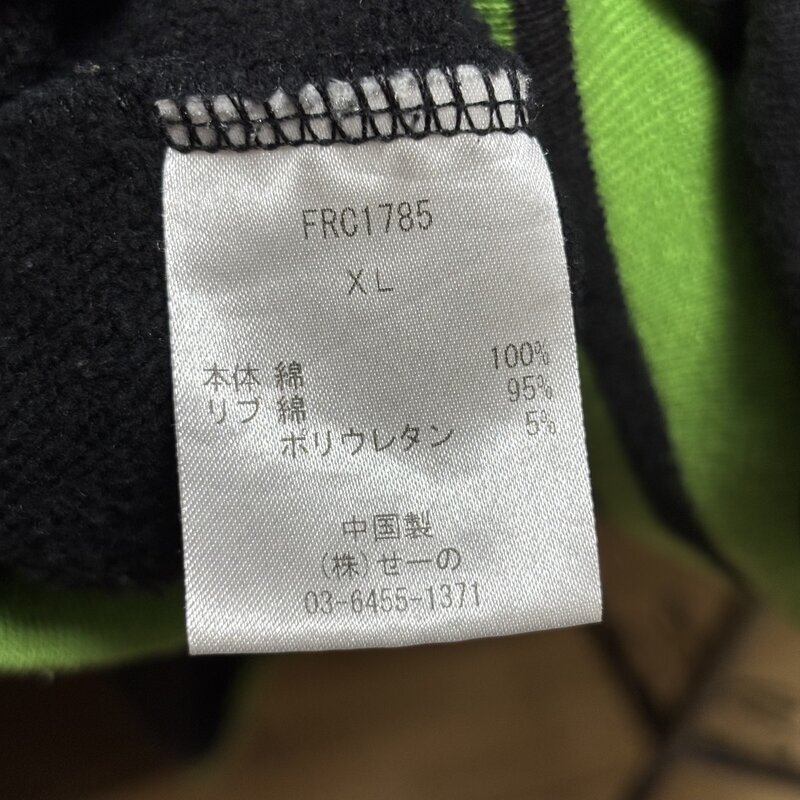 FRC1785
XL
本体 綿 100%
リブ 綿 95%
ポリウレタン 5%
中国製
(株)せーの
03-6455-1371